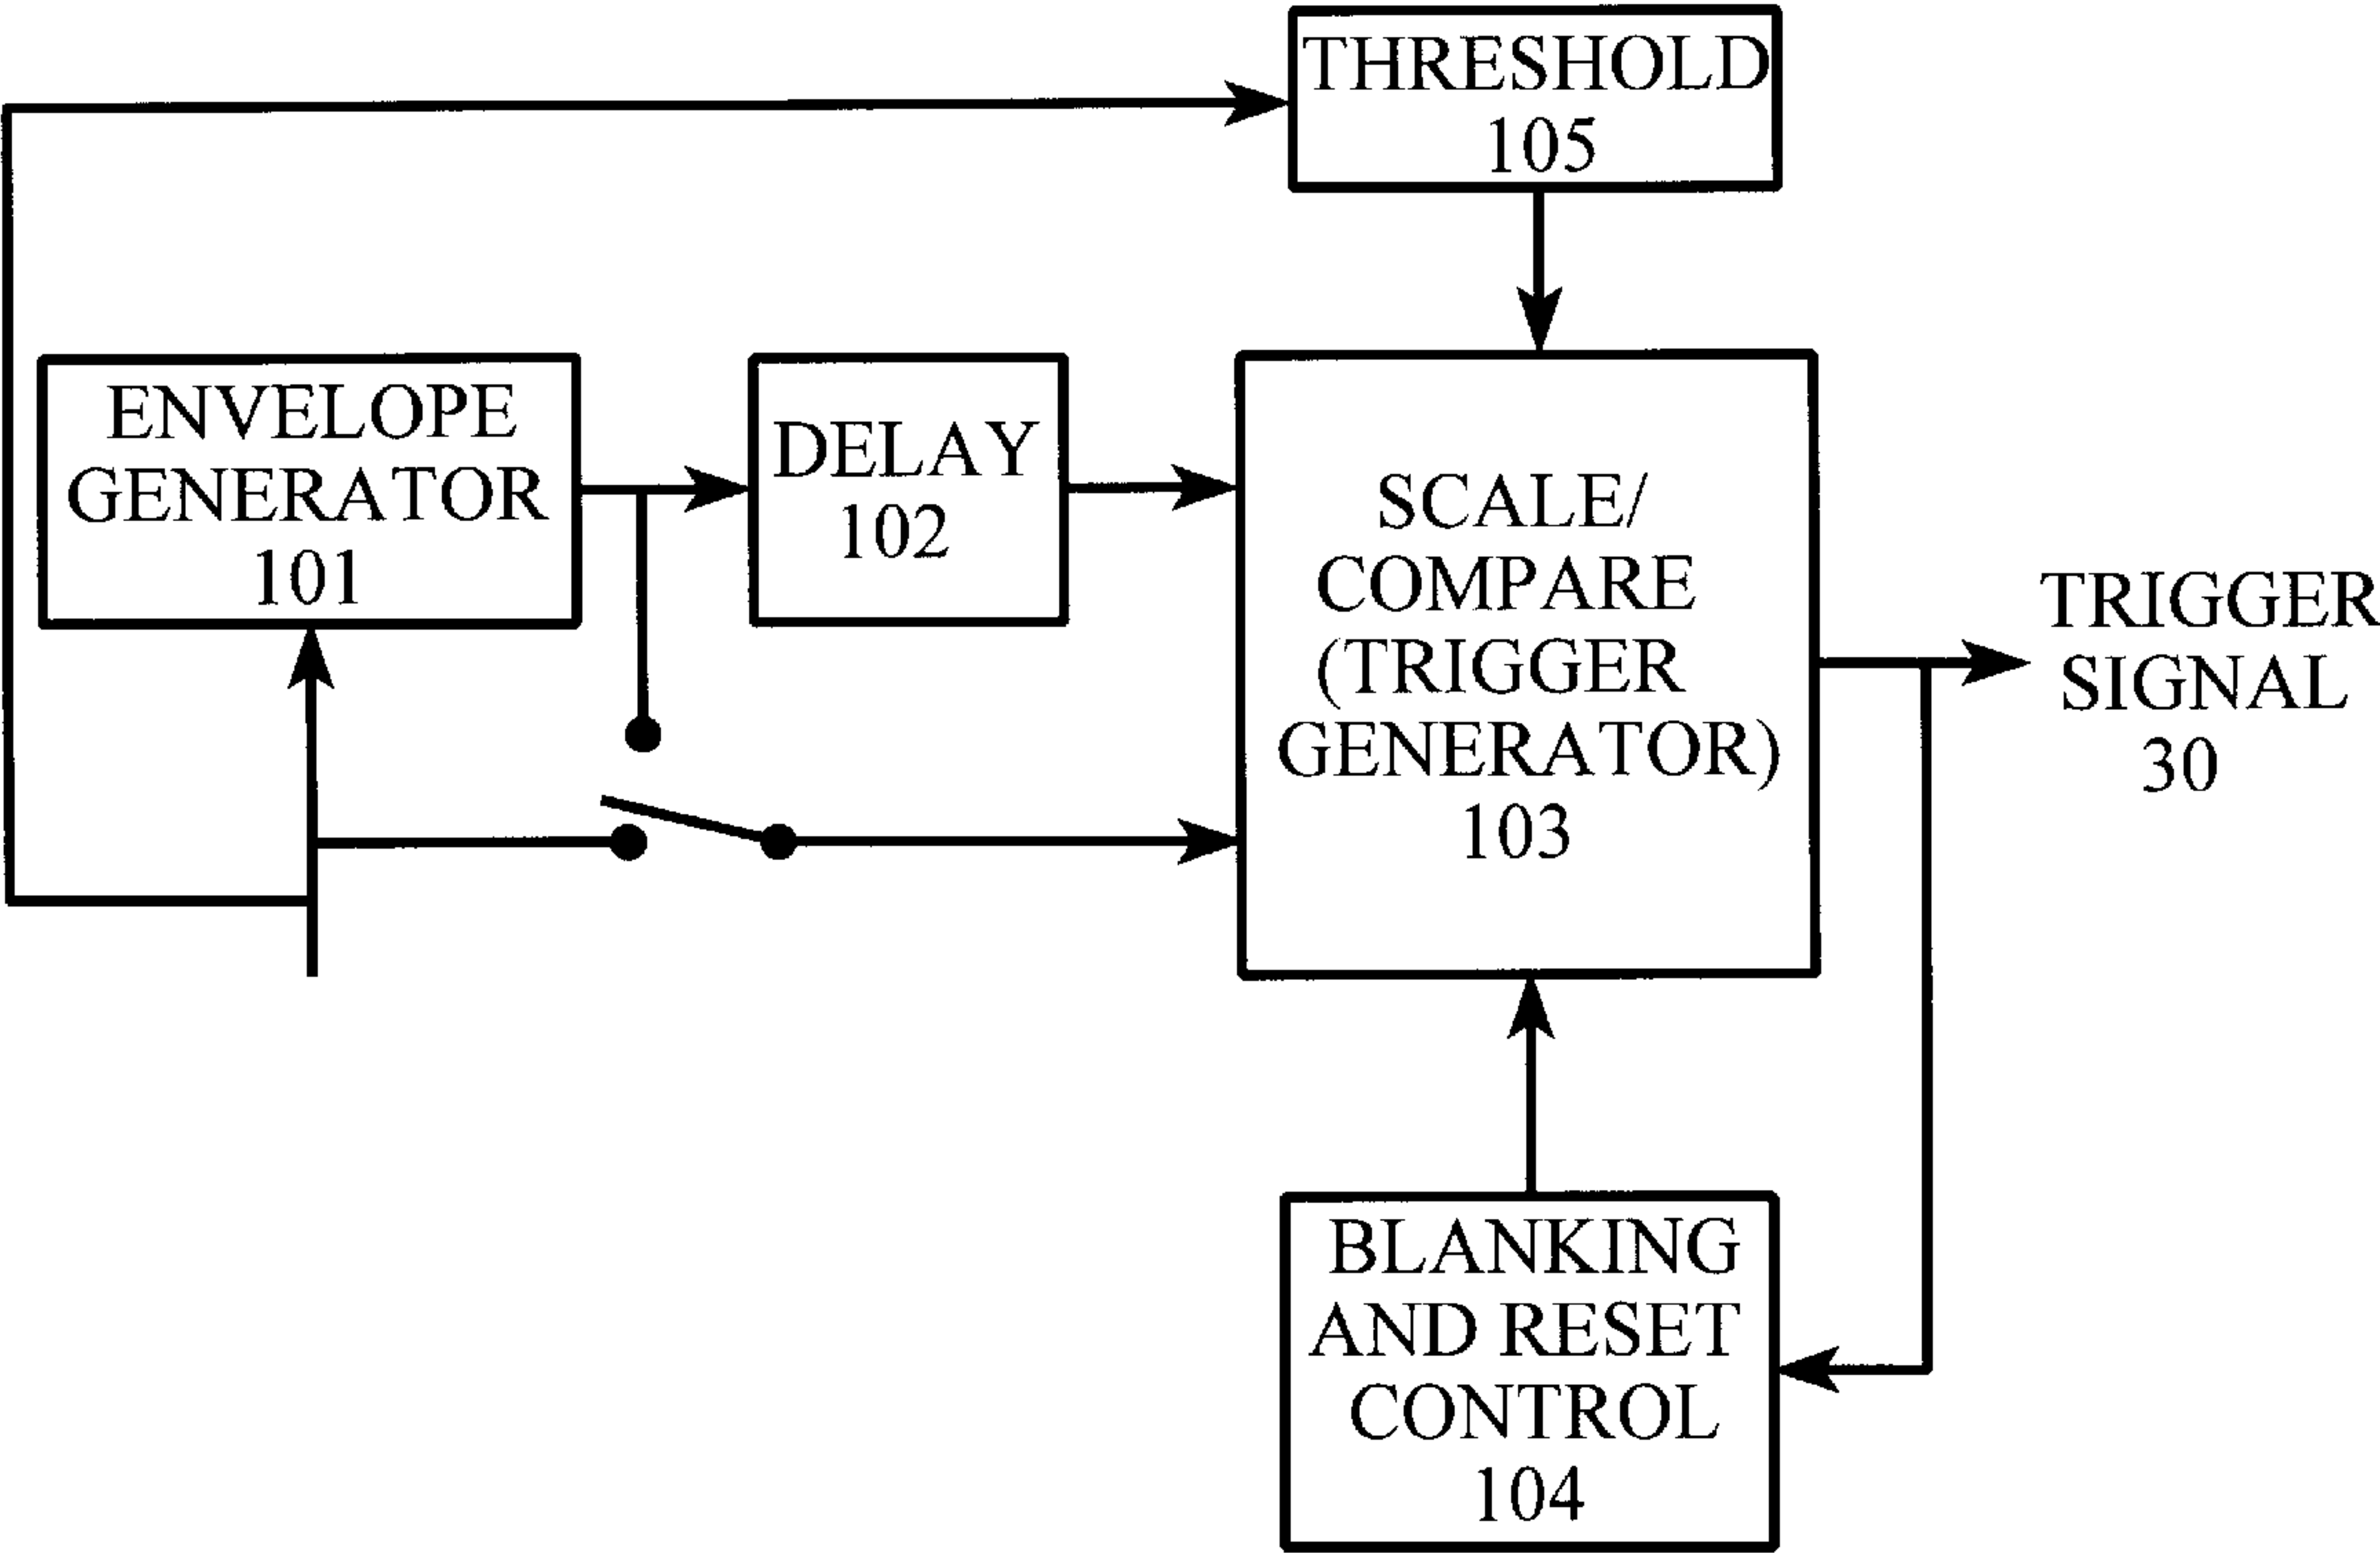 THRESHOLD
105
ENVELOPE
GENERATOR
101
DELAY
102
SCALE/
COMPARE
(TRIGGER
GENERATOR)
103
TRIGGER
SIGNAL
30
BLANKING
AND RESET
CONTROL
104